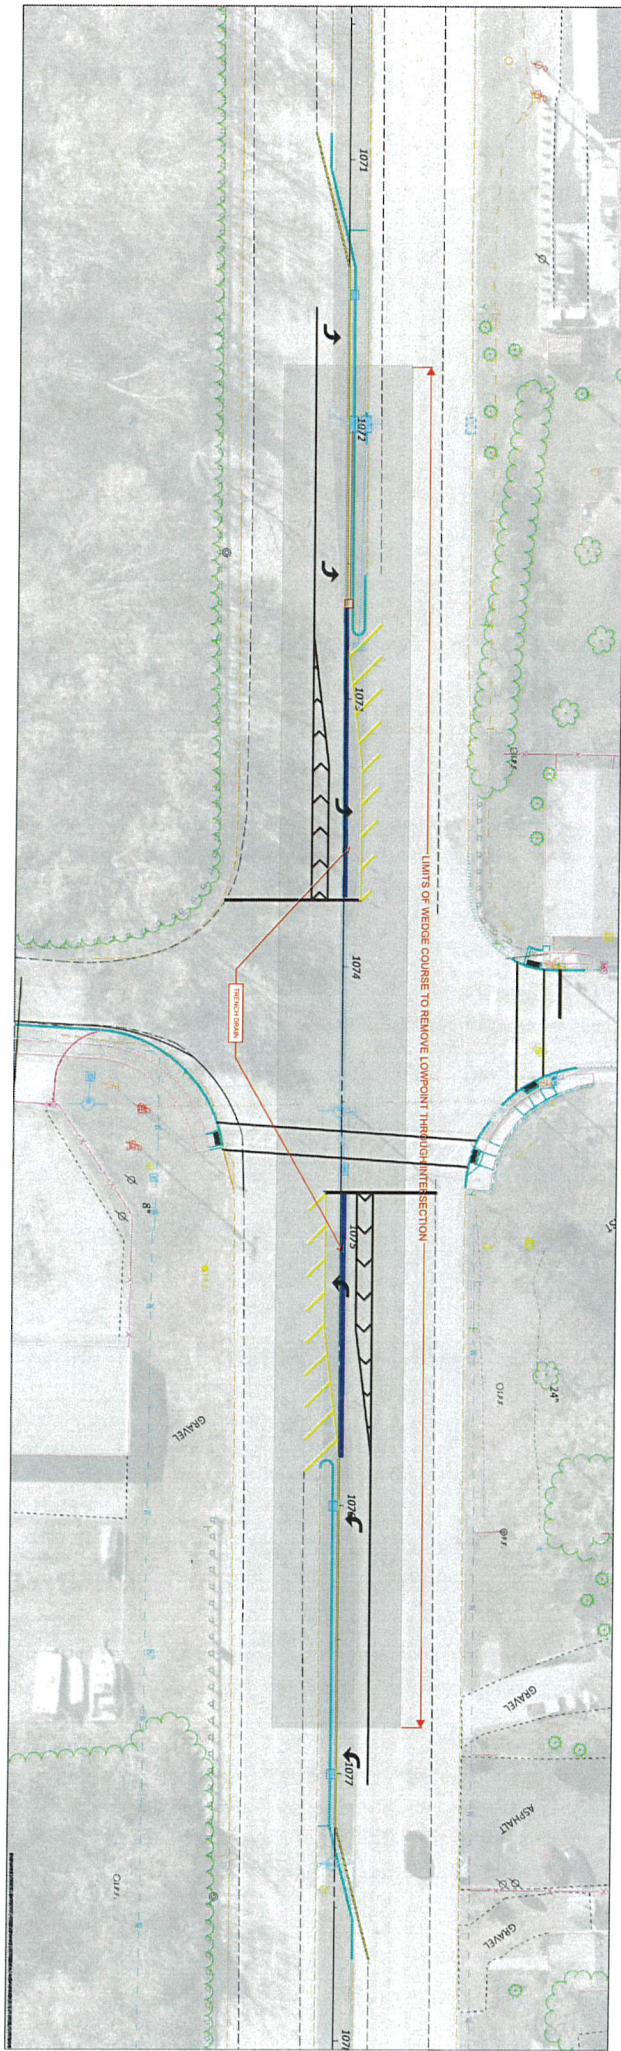 1071
1072
1073
LIMITS OF WEDGE COURSE TO REMOVE LOWPOINT THROUGH INTERSECTION
1074
TRENCH DRAIN
1075
8"
24"
GRAVEL
1076
GRAVEL
1077
ASPHALT
GRAVEL